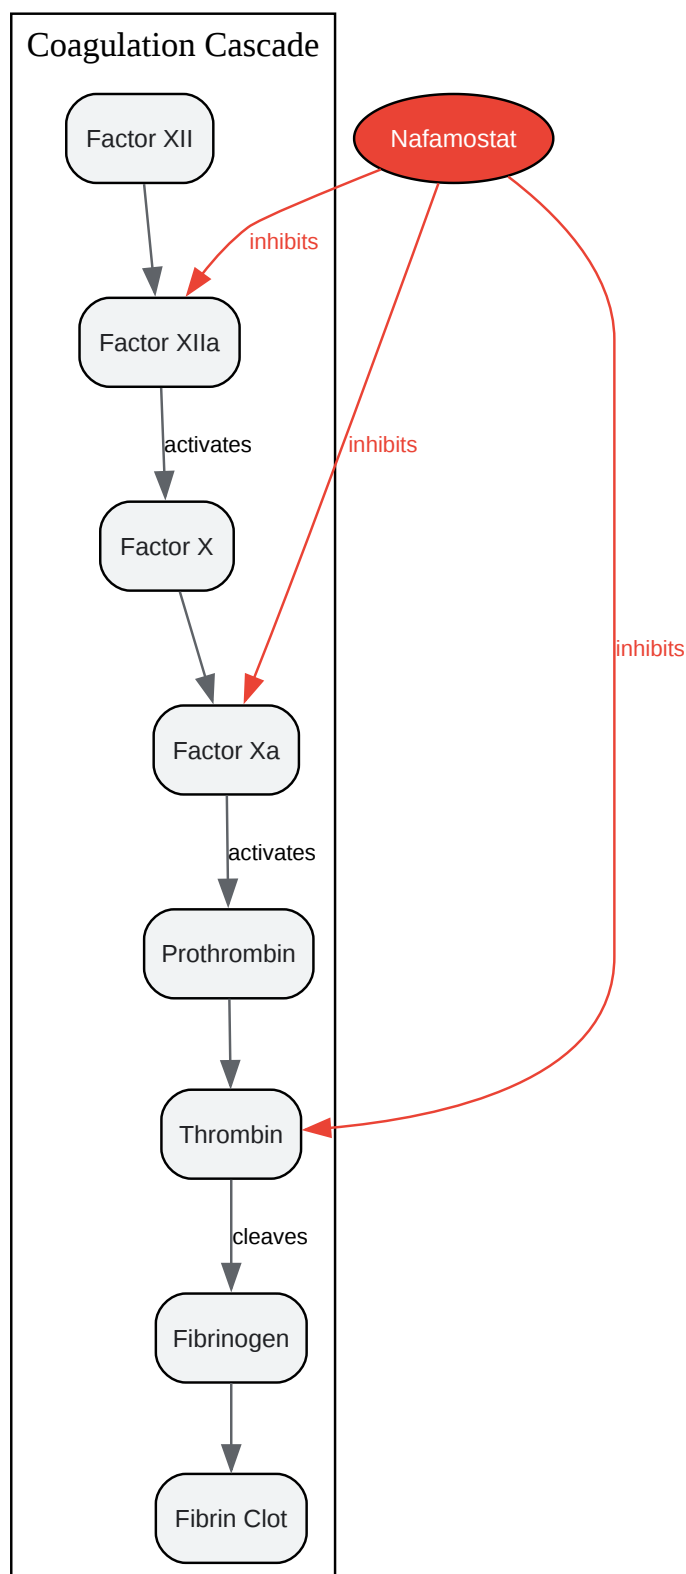 Coagulation Cascade
Factor XII
Nafamostat
inhibits
Factor XIIa
activates
inhibits
Factor X
inhibits
Factor Xa
activates
Prothrombin
Thrombin
cleaves
Fibrinogen
Fibrin Clot